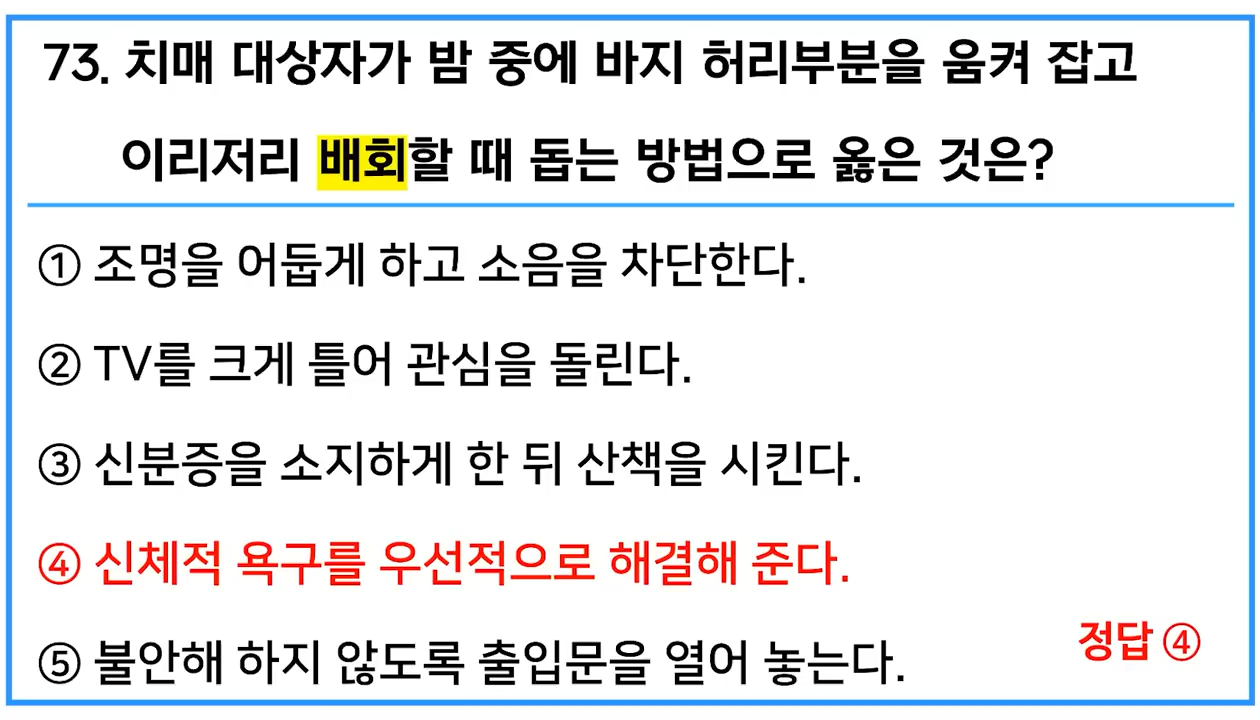 73. 치매 대상자가 밤 중에 바지 허리부분을 움켜 잡고
이리저리 배회할 때 돕는 방법으로 옳은 것은?
① 조명을 어둡게 하고 소음을 차단한다.
② TV를 크게 틀어 관심을 돌린다.
③ 신분증을 소지하게 한 뒤 산책을 시킨다.
④ 신체적 욕구를 우선적으로 해결해 준다.
⑤ 불안해 하지 않도록 출입문을 열어 놓는다.
정답 ④